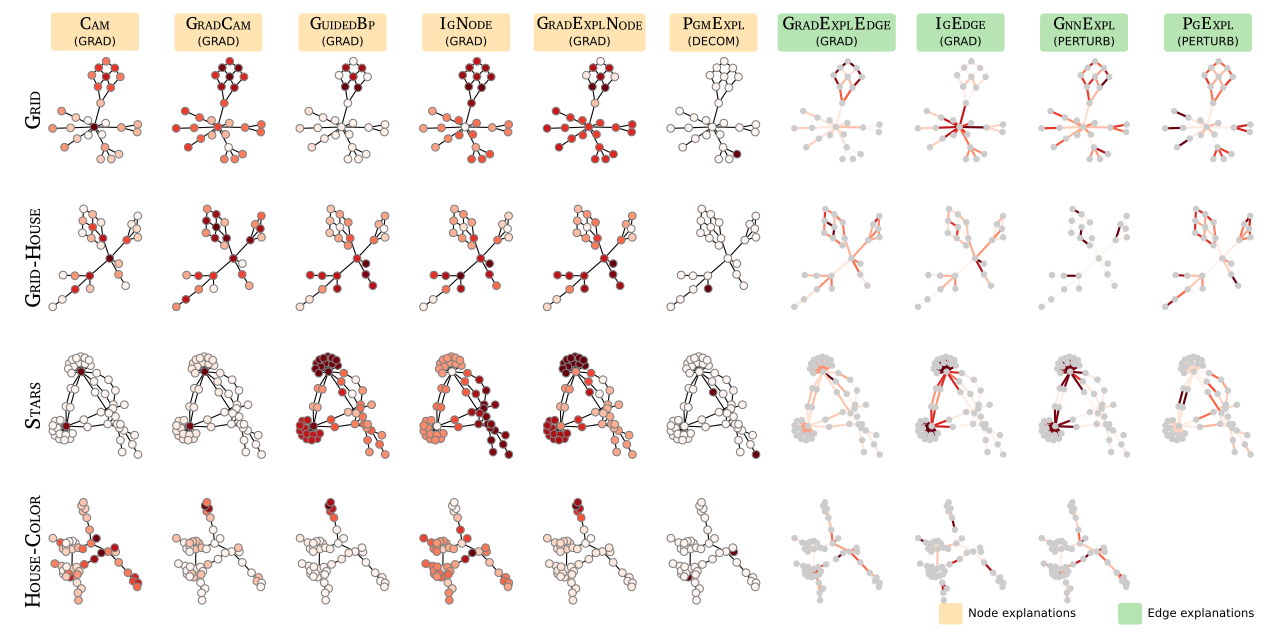 CAM GRADCAM GUIDEDBP IGNODE GRADEXPLNODE PGMEXPL GRADEXPLEDGE IGEDGE GNNEXPL PGEXPL
(GRAD) (GRAD) (GRAD) (GRAD) (GRAD) (DECOM) (GRAD) (GRAD) (PERTURB) (PERTURB)
GRID
GRID-HOUSE
STARS
HOUSE-COLOR
Node explanations Edge explanations